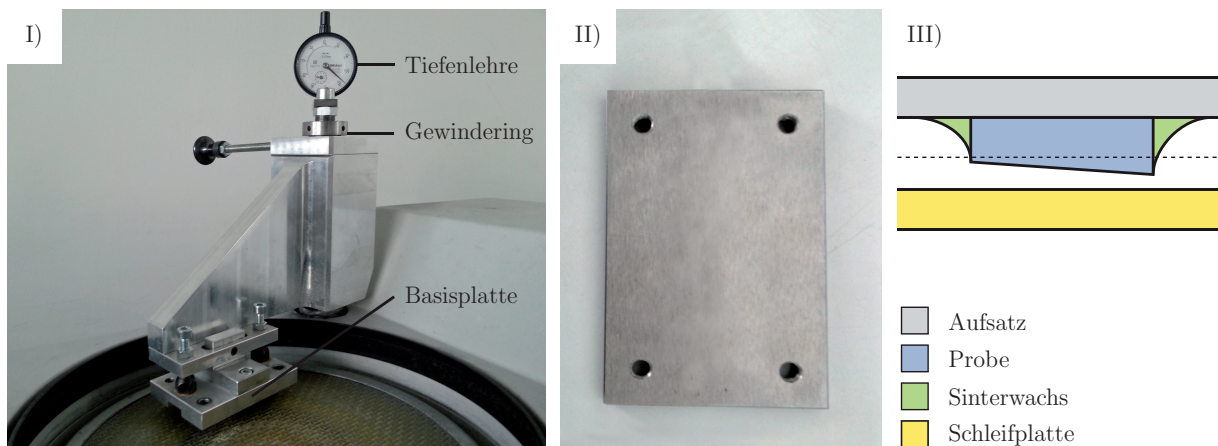 I)
Tiefenlehre
Gewindering
Basisplatte
II)
III)
Aufsatz
Probe
Sinterwachs
Schleifplatte